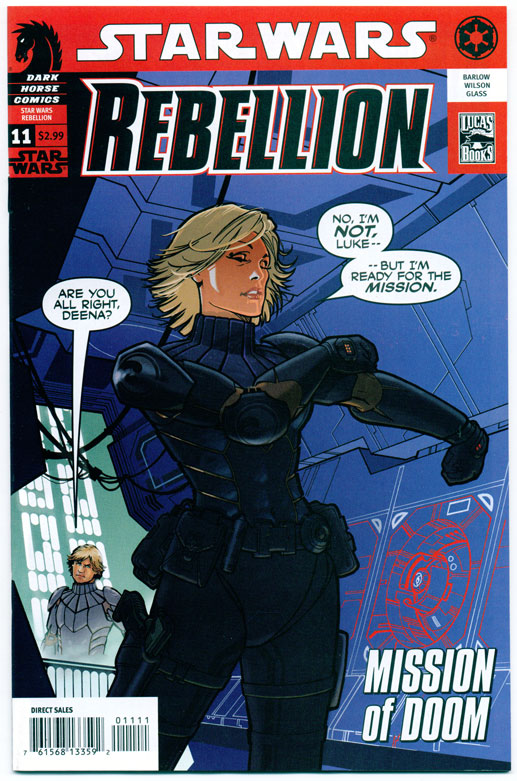 STAR WARS®
DARK
HORSE
COMICS
STAR WARS
REBELLION
11 $2.99
STAR
WARS
REBELLION
BARLOW
WILSON
GLASS
LUCAS
BOOKS
NO, I'M
NOT,
LUKE--
--BUT I'M
READY FOR THE
MISSION.
ARE YOU
ALL RIGHT,
DEENA?
MISSION
of DOOM
DIRECT SALES
01111
7 61568 13359 2